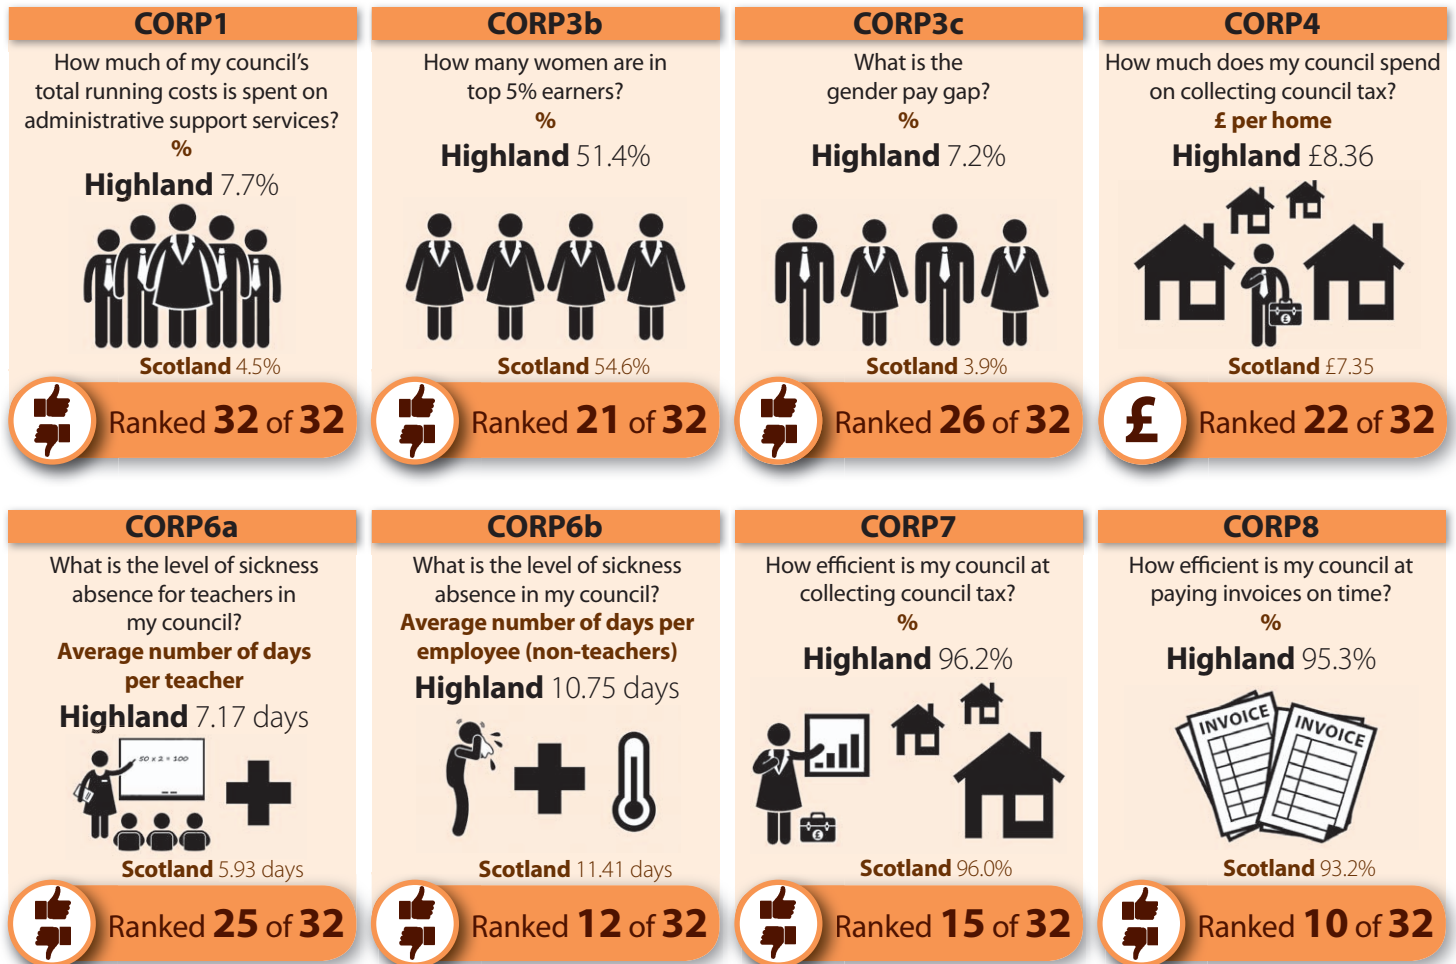 CORP1
How much of my council's
total running costs is spent on
administrative support services?
%
Highland 7.7%
Scotland 4.5%
Ranked 32 of 32
CORP3b
How many women are in
top 5% earners?
%
Highland 51.4%
Scotland 54.6%
Ranked 21 of 32
CORP3c
What is the
gender pay gap?
%
Highland 7.2%
Scotland 3.9%
Ranked 26 of 32
CORP4
How much does my council spend
on collecting council tax?
£ per home
Highland £8.36
£
Scotland £7.35
£
Ranked 22 of 32
CORP6a
What is the level of sickness
absence for teachers in
my council?
Average number of days
per teacher
Highland 7.17 days
50 x 2 = 100
Scotland 5.93 days
Ranked 25 of 32
CORP6b
What is the level of sickness
absence in my council?
Average number of days per
employee (non-teachers)
Highland 10.75 days
Scotland 11.41 days
Ranked 12 of 32
CORP7
How efficient is my council at
collecting council tax?
%
Highland 96.2%
£
Scotland 96.0%
Ranked 15 of 32
CORP8
How efficient is my council at
paying invoices on time?
%
Highland 95.3%
INVOICE
INVOICE
Scotland 93.2%
Ranked 10 of 32